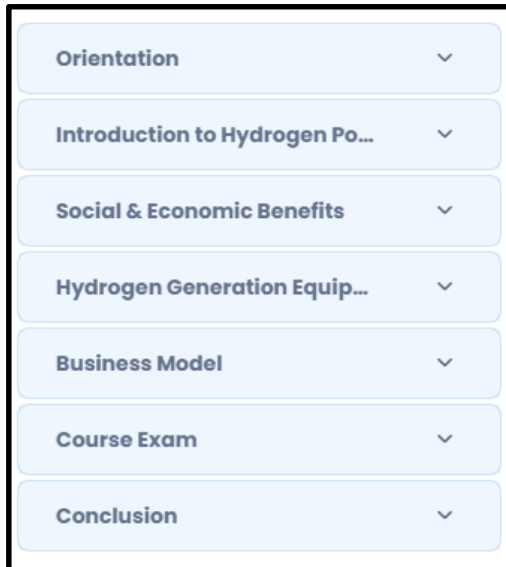 Orientation
Introduction to Hydrogen Po...
Social & Economic Benefits
Hydrogen Generation Equip...
Business Model
Course Exam
Conclusion